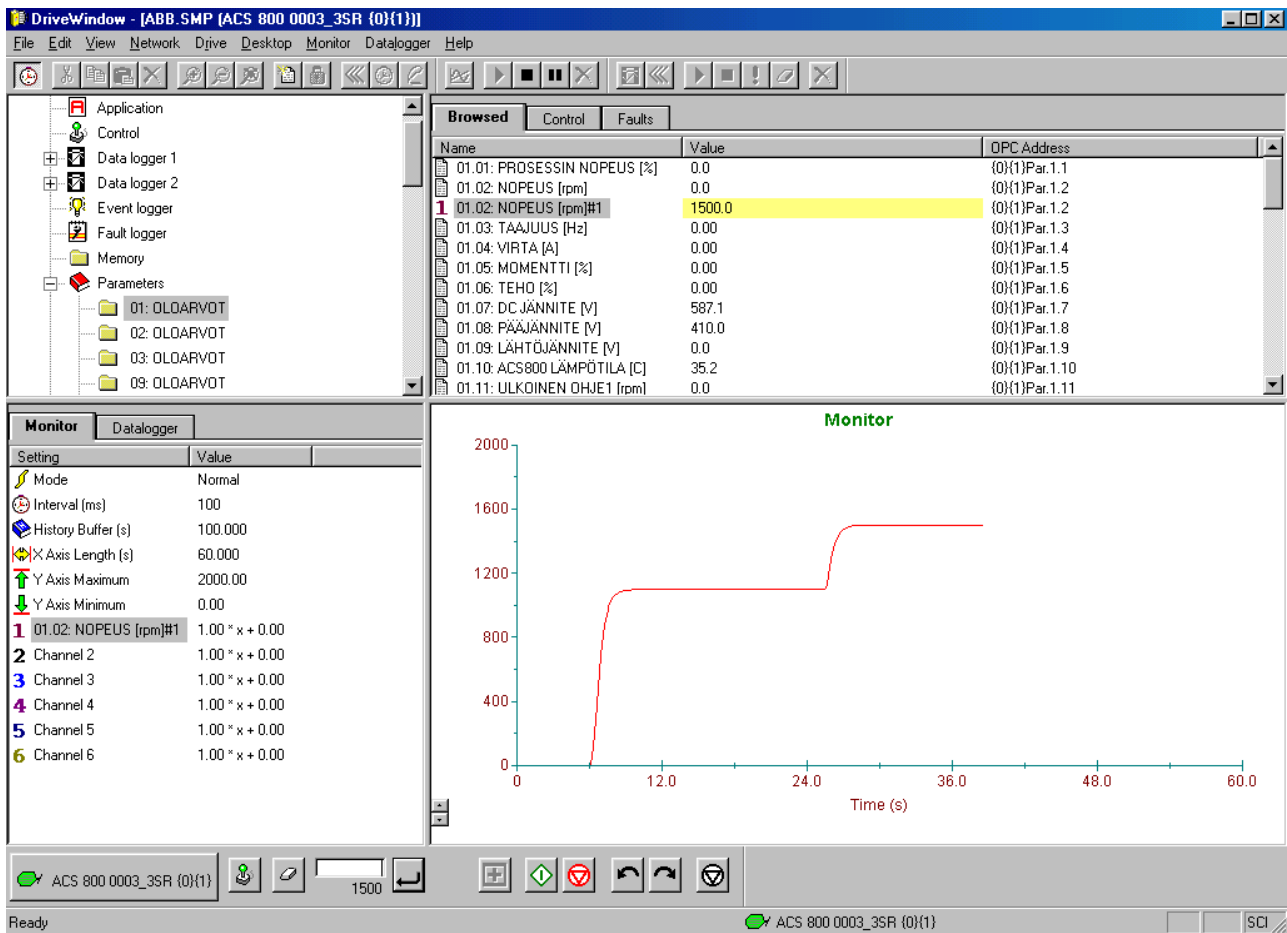 DriveWindow - [ABB.SMP (ACS 800 0003_3SR {0}{1})]
File Edit View Network Drive Desktop Monitor Datalogger Help
Application
Control
Data logger 1
Data logger 2
Event logger
Fault logger
Memory
Parameters
01: OLOARVOT
02: OLOARVOT
03: OLOARVOT
09: OLOARVOT
Browsed Control Faults
Name Value OPC Address
01.01: PROSESSIN NOPEUS [%] 0.0 {0}{1}Par.1.1
01.02: NOPEUS [rpm] 0.0 {0}{1}Par.1.2
1 01.02: NOPEUS [rpm]#1 1500.0 {0}{1}Par.1.2
01.03: TAAJUUS [Hz] 0.00 {0}{1}Par.1.3
01.04: VIRTA [A] 0.00 {0}{1}Par.1.4
01.05: MOMENTTI [%] 0.00 {0}{1}Par.1.5
01.06: TEHO [%] 0.00 {0}{1}Par.1.6
01.07: DC JÄNNITE [V] 587.1 {0}{1}Par.1.7
01.08: PÄÄJÄNNITE [V] 410.0 {0}{1}Par.1.8
01.09: LÄHTÖJÄNNITE [V] 0.0 {0}{1}Par.1.9
01.10: ACS800 LÄMPÖTILA [C] 35.2 {0}{1}Par.1.10
01.11: ULKOINEN OHJE1 [rpm] 0.0 {0}{1}Par.1.11
Monitor Datalogger
Setting Value
Mode Normal
Interval (ms) 100
History Buffer (s) 100.000
X Axis Length (s) 60.000
Y Axis Maximum 2000.00
Y Axis Minimum 0.00
1 01.02: NOPEUS [rpm]#1 1.00 * x + 0.00
2 Channel 2 1.00 * x + 0.00
3 Channel 3 1.00 * x + 0.00
4 Channel 4 1.00 * x + 0.00
5 Channel 5 1.00 * x + 0.00
6 Channel 6 1.00 * x + 0.00
Monitor
2000
1600
1200
800
400
0
0 12.0 24.0 36.0 48.0 60.0
Time (s)
ACS 800 0003_3SR {0}{1}
1500
Ready ACS 800 0003_3SR {0}{1} SCI